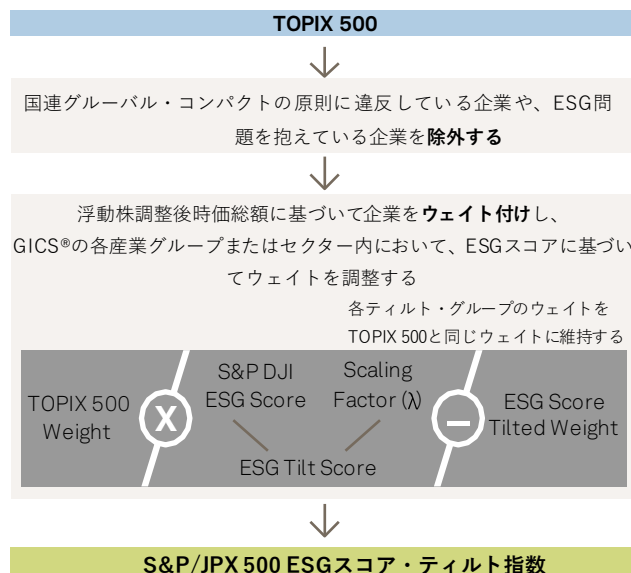 TOPIX 500
国連グルーバル・コンパクトの原則に違反している企業や、ESG問
題を抱えている企業を除外する
浮動株調整後時価総額に基づいて企業をウェイト付けし、
GICS®の各産業グループまたはセクター内において、ESGスコアに基づい
てウェイトを調整する
各ティルト・グループのウェイトを
TOPIX 500と同じウェイトに維持する
TOPIX 500
Weight
X
S&P DJI
ESG Score
Scaling
Factor (λ)
ESG Tilt Score
–
ESG Score
Tilted Weight
S&P/JPX 500 ESGスコア・ティルト指数